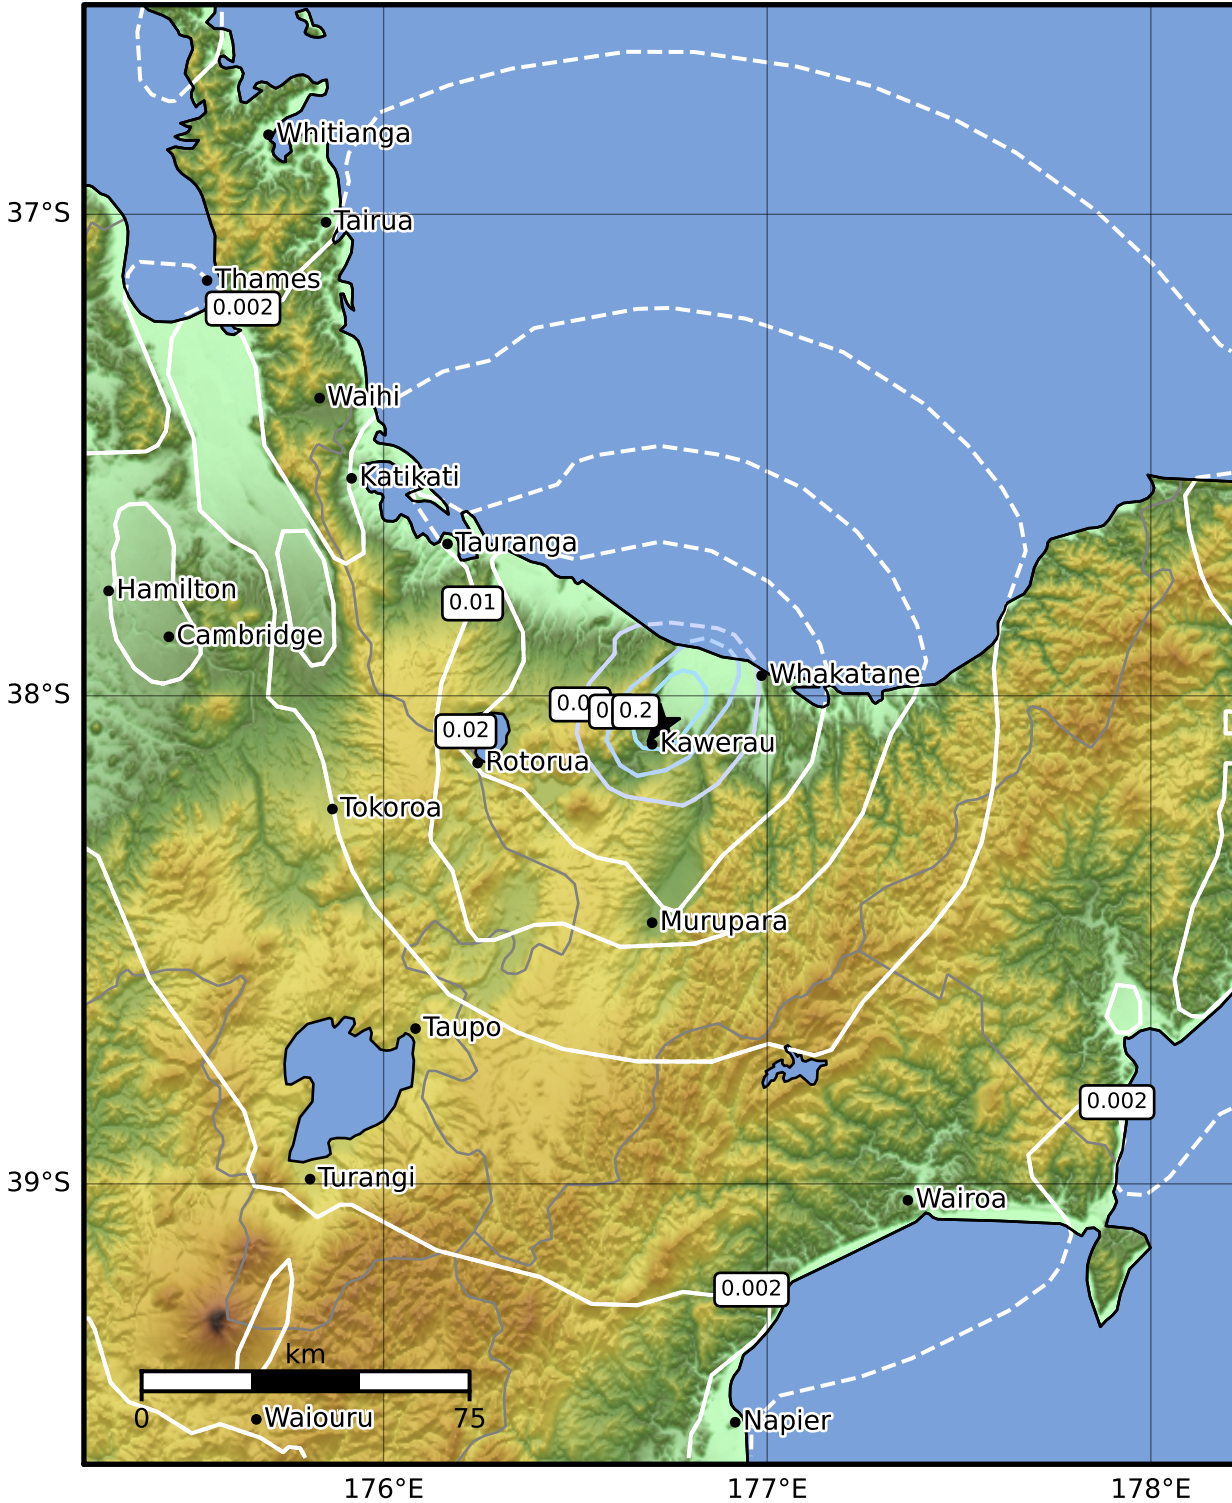 Whitianga
37°S
Tairua
Thames
0.002
Waihi
Katikati
Tauranga
Hamilton
0.01
Cambridge
Whakatane
38°S
0.2
0.02
Kawerau
Rotorua
Tokoroa
Murupara
Taupo
0.002
Turangi
39°S
Wairoa
0.002
km
0
75
Waiouru
Napier
176°E
177°E
178°E